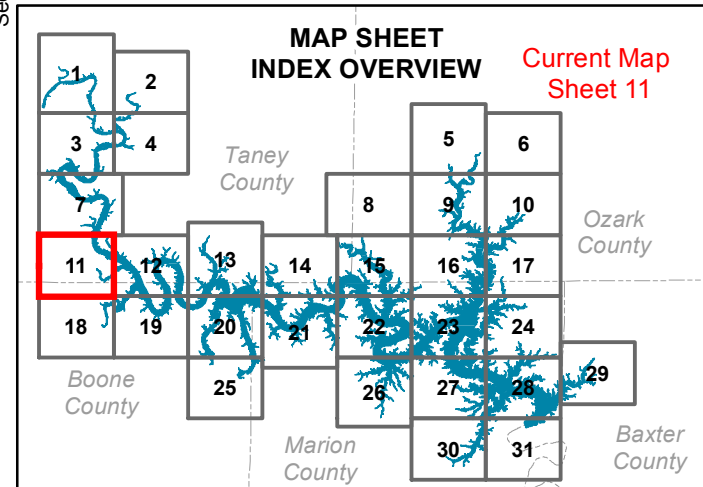 MAP SHEET
INDEX OVERVIEW
Current Map
Sheet 11
1
2
3
4
5
6
Taney
County
7
8
9
10
Ozark
County
11
12
13
14
15
16
17
18
19
20
21
22
23
24
Boone
County
25
26
27
28
29
Marion
County
30
31
Baxter
County